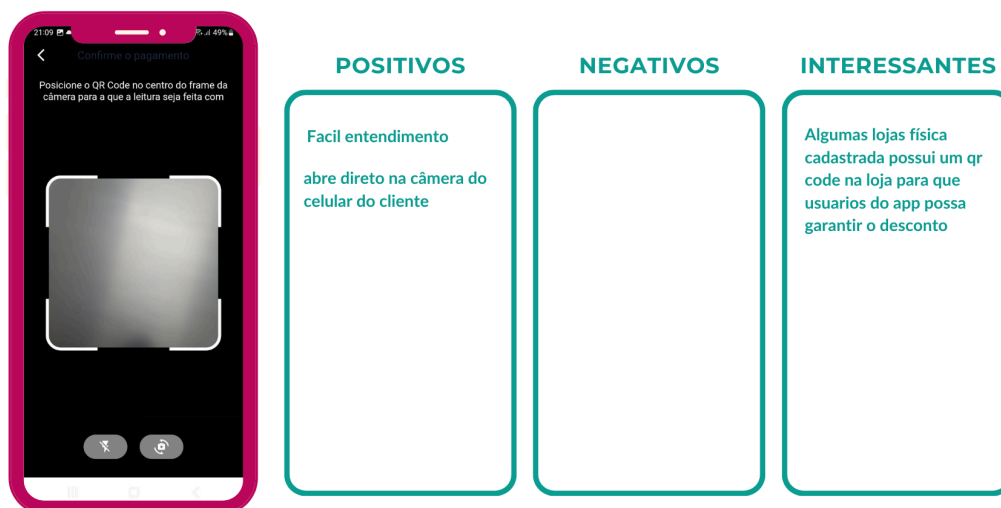 21:09
49%
Confirme o pagamento
Posicione o QR Code no centro do frame da
câmera para a que a leitura seja feita com
POSITIVOS
Facil entendimento
abre direto na câmera do
celular do cliente
NEGATIVOS
INTERESSANTES
Algumas lojas física
cadastrada possui um qr
code na loja para que
usuarios do app possa
garantir o desconto